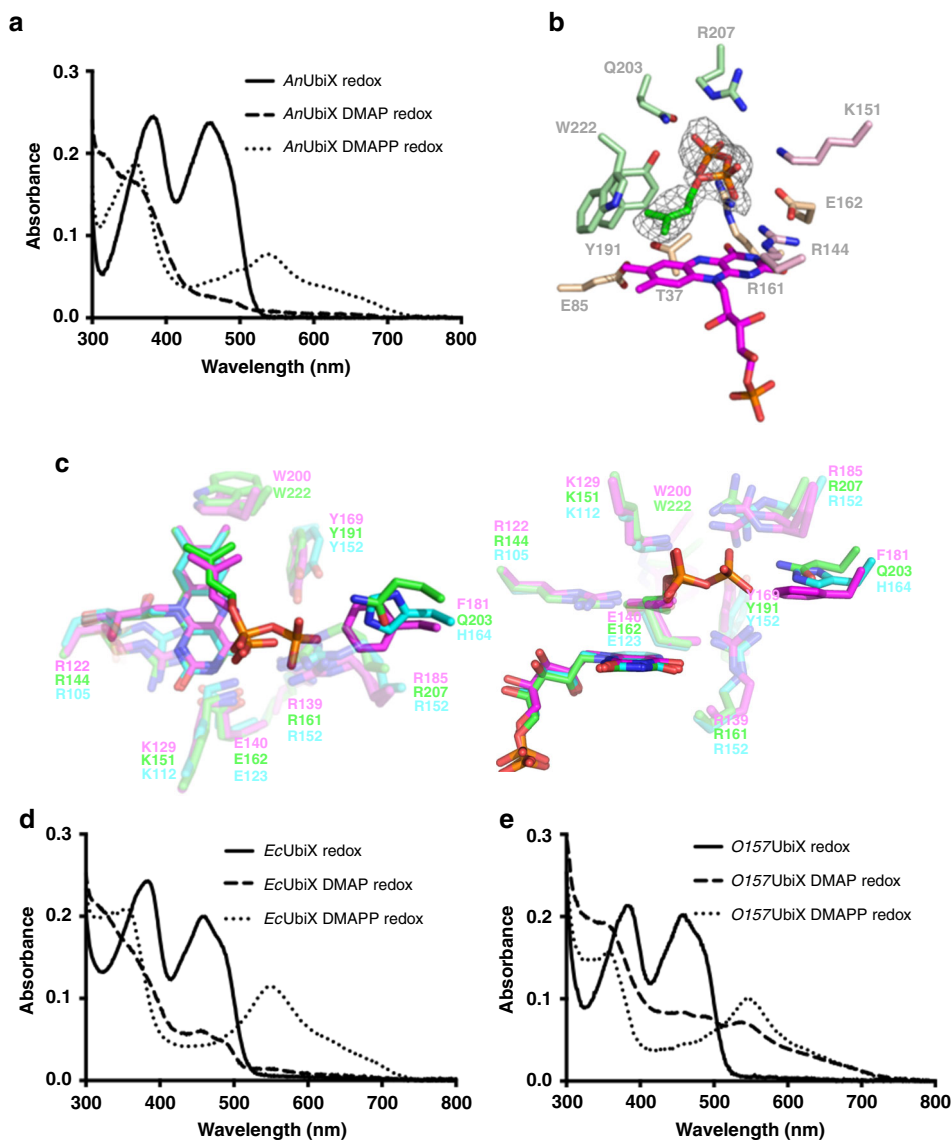 a
0.3
0.2
0.1
0.0
Absorbance
300 400 500 600 700 800
Wavelength (nm)
AnUbiX redox
AnUbiX DMAP redox
AnUbiX DMAPP redox
b
R207
Q203
K151
W222
E162
Y191
R144
T37
R161
E85
c
W200
W222
Y169
Y191
Y152
F181
Q203
H164
R122
R144
R105
R185
R207
R152
R139
R161
R152
K129
K151
K112
E140
E162
E123
K129
K151
K112
W200
W222
R185
R207
R152
R122
R144
R105
F181
Q203
H164
Y169
Y191
Y152
E140
E162
E123
R139
R161
R152
d
0.3
0.2
0.1
0.0
Absorbance
300 400 500 600 700 800
Wavelength (nm)
EcUbiX redox
EcUbiX DMAP redox
EcUbiX DMAPP redox
e
0.3
0.2
0.1
0.0
Absorbance
300 400 500 600 700 800
Wavelength (nm)
O157UbiX redox
O157UbiX DMAP redox
O157UbiX DMAPP redox